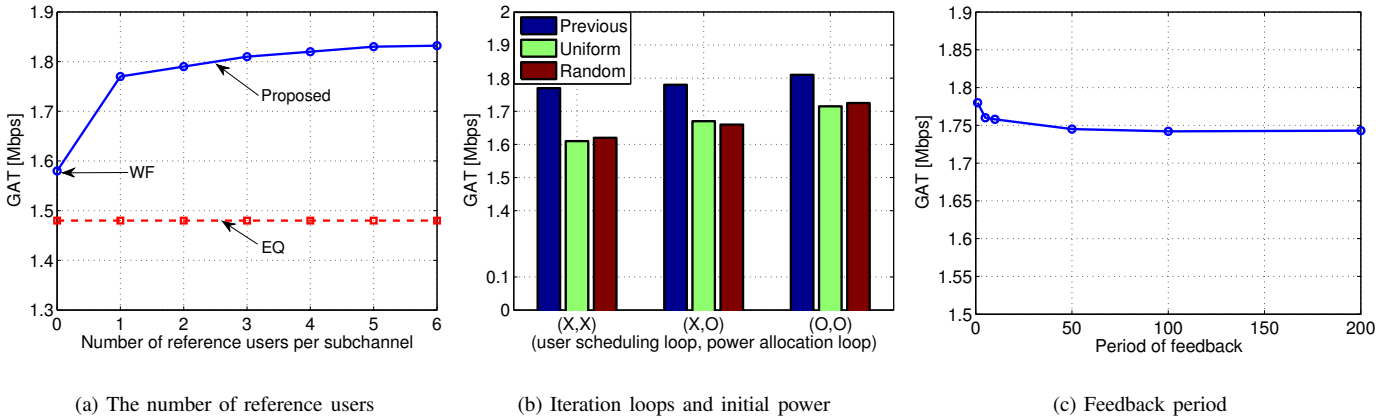 1.9
1.8
1.7
1.6
1.5
1.4
1.3
GAT [Mbps]
Proposed
WF
EQ
0 1 2 3 4 5 6
Number of reference users per subchannel
(a) The number of reference users
2
1.9
1.8
1.7
1.6
1.5
1.4
0.1
0
GAT [Mbps]
Previous
Uniform
Random
(X,X) (X,O) (O,O)
(user scheduling loop, power allocation loop)
(b) Iteration loops and initial power
1.9
1.85
1.8
1.75
1.7
1.65
1.6
1.55
1.5
GAT [Mbps]
0 50 100 150 200
Period of feedback
(c) Feedback period